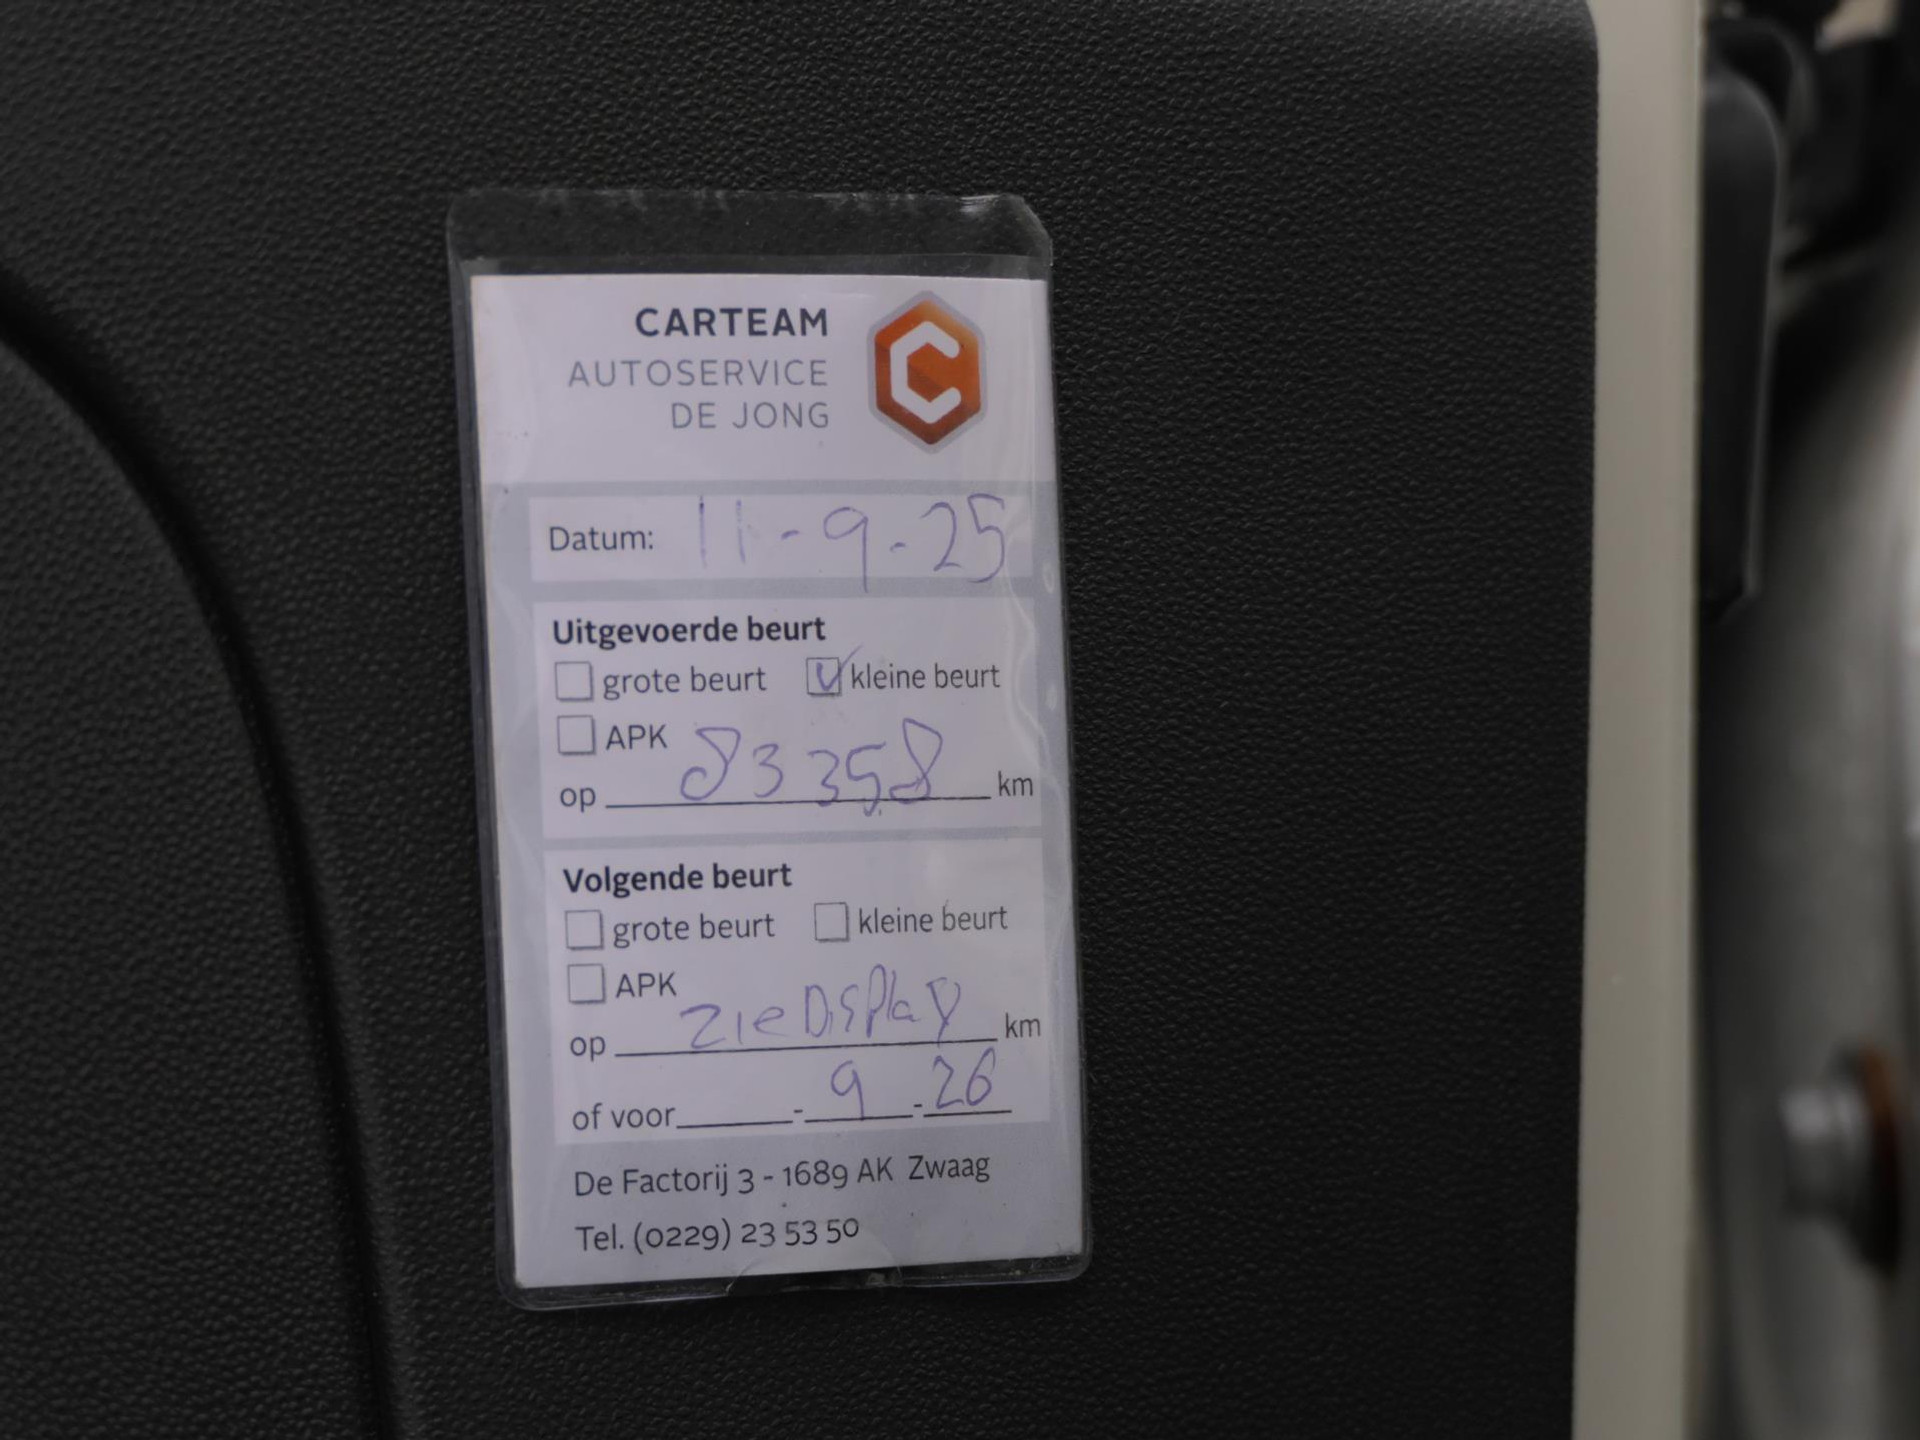 CARTEAM
AUTOSERVICE
DE JONG
Datum: 11-9-25
Uitgevoerde beurt
grote beurt kleine beurt
APK
op 83358 km
Volgende beurt
grote beurt kleine beurt
APK
op zie Display km
of voor - 9 - 26
De Factorij 3 - 1689 AK Zwaag
Tel. (0229) 23 53 50